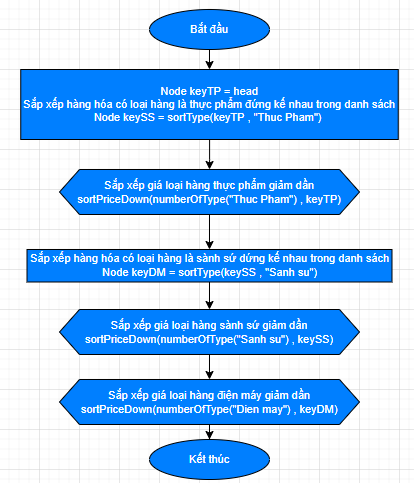 Bắt đầu
Node keyTP = head
Sắp xếp hàng hóa có loại hàng là thực phẩm đứng kế nhau trong danh sách
Node keySS = sortType(keyTP , "Thuc Pham")
Sắp xếp giá loại hàng thực phẩm giảm dần
sortPriceDown(numberOfType("Thuc Pham") , keyTP)
Sắp xếp hàng hóa có loại hàng là sành sứ dứng kế nhau trong danh sách
Node keyDM = sortType(keySS , "Sanh su")
Sắp xếp giá loại hàng sành sứ giảm dần
sortPriceDown(numberOfType("Sanh su") , keySS)
Sắp xếp giá loại hàng điện máy giảm dần
sortPriceDown(numberOfType("Dien may") , keyDM)
Kết thúc